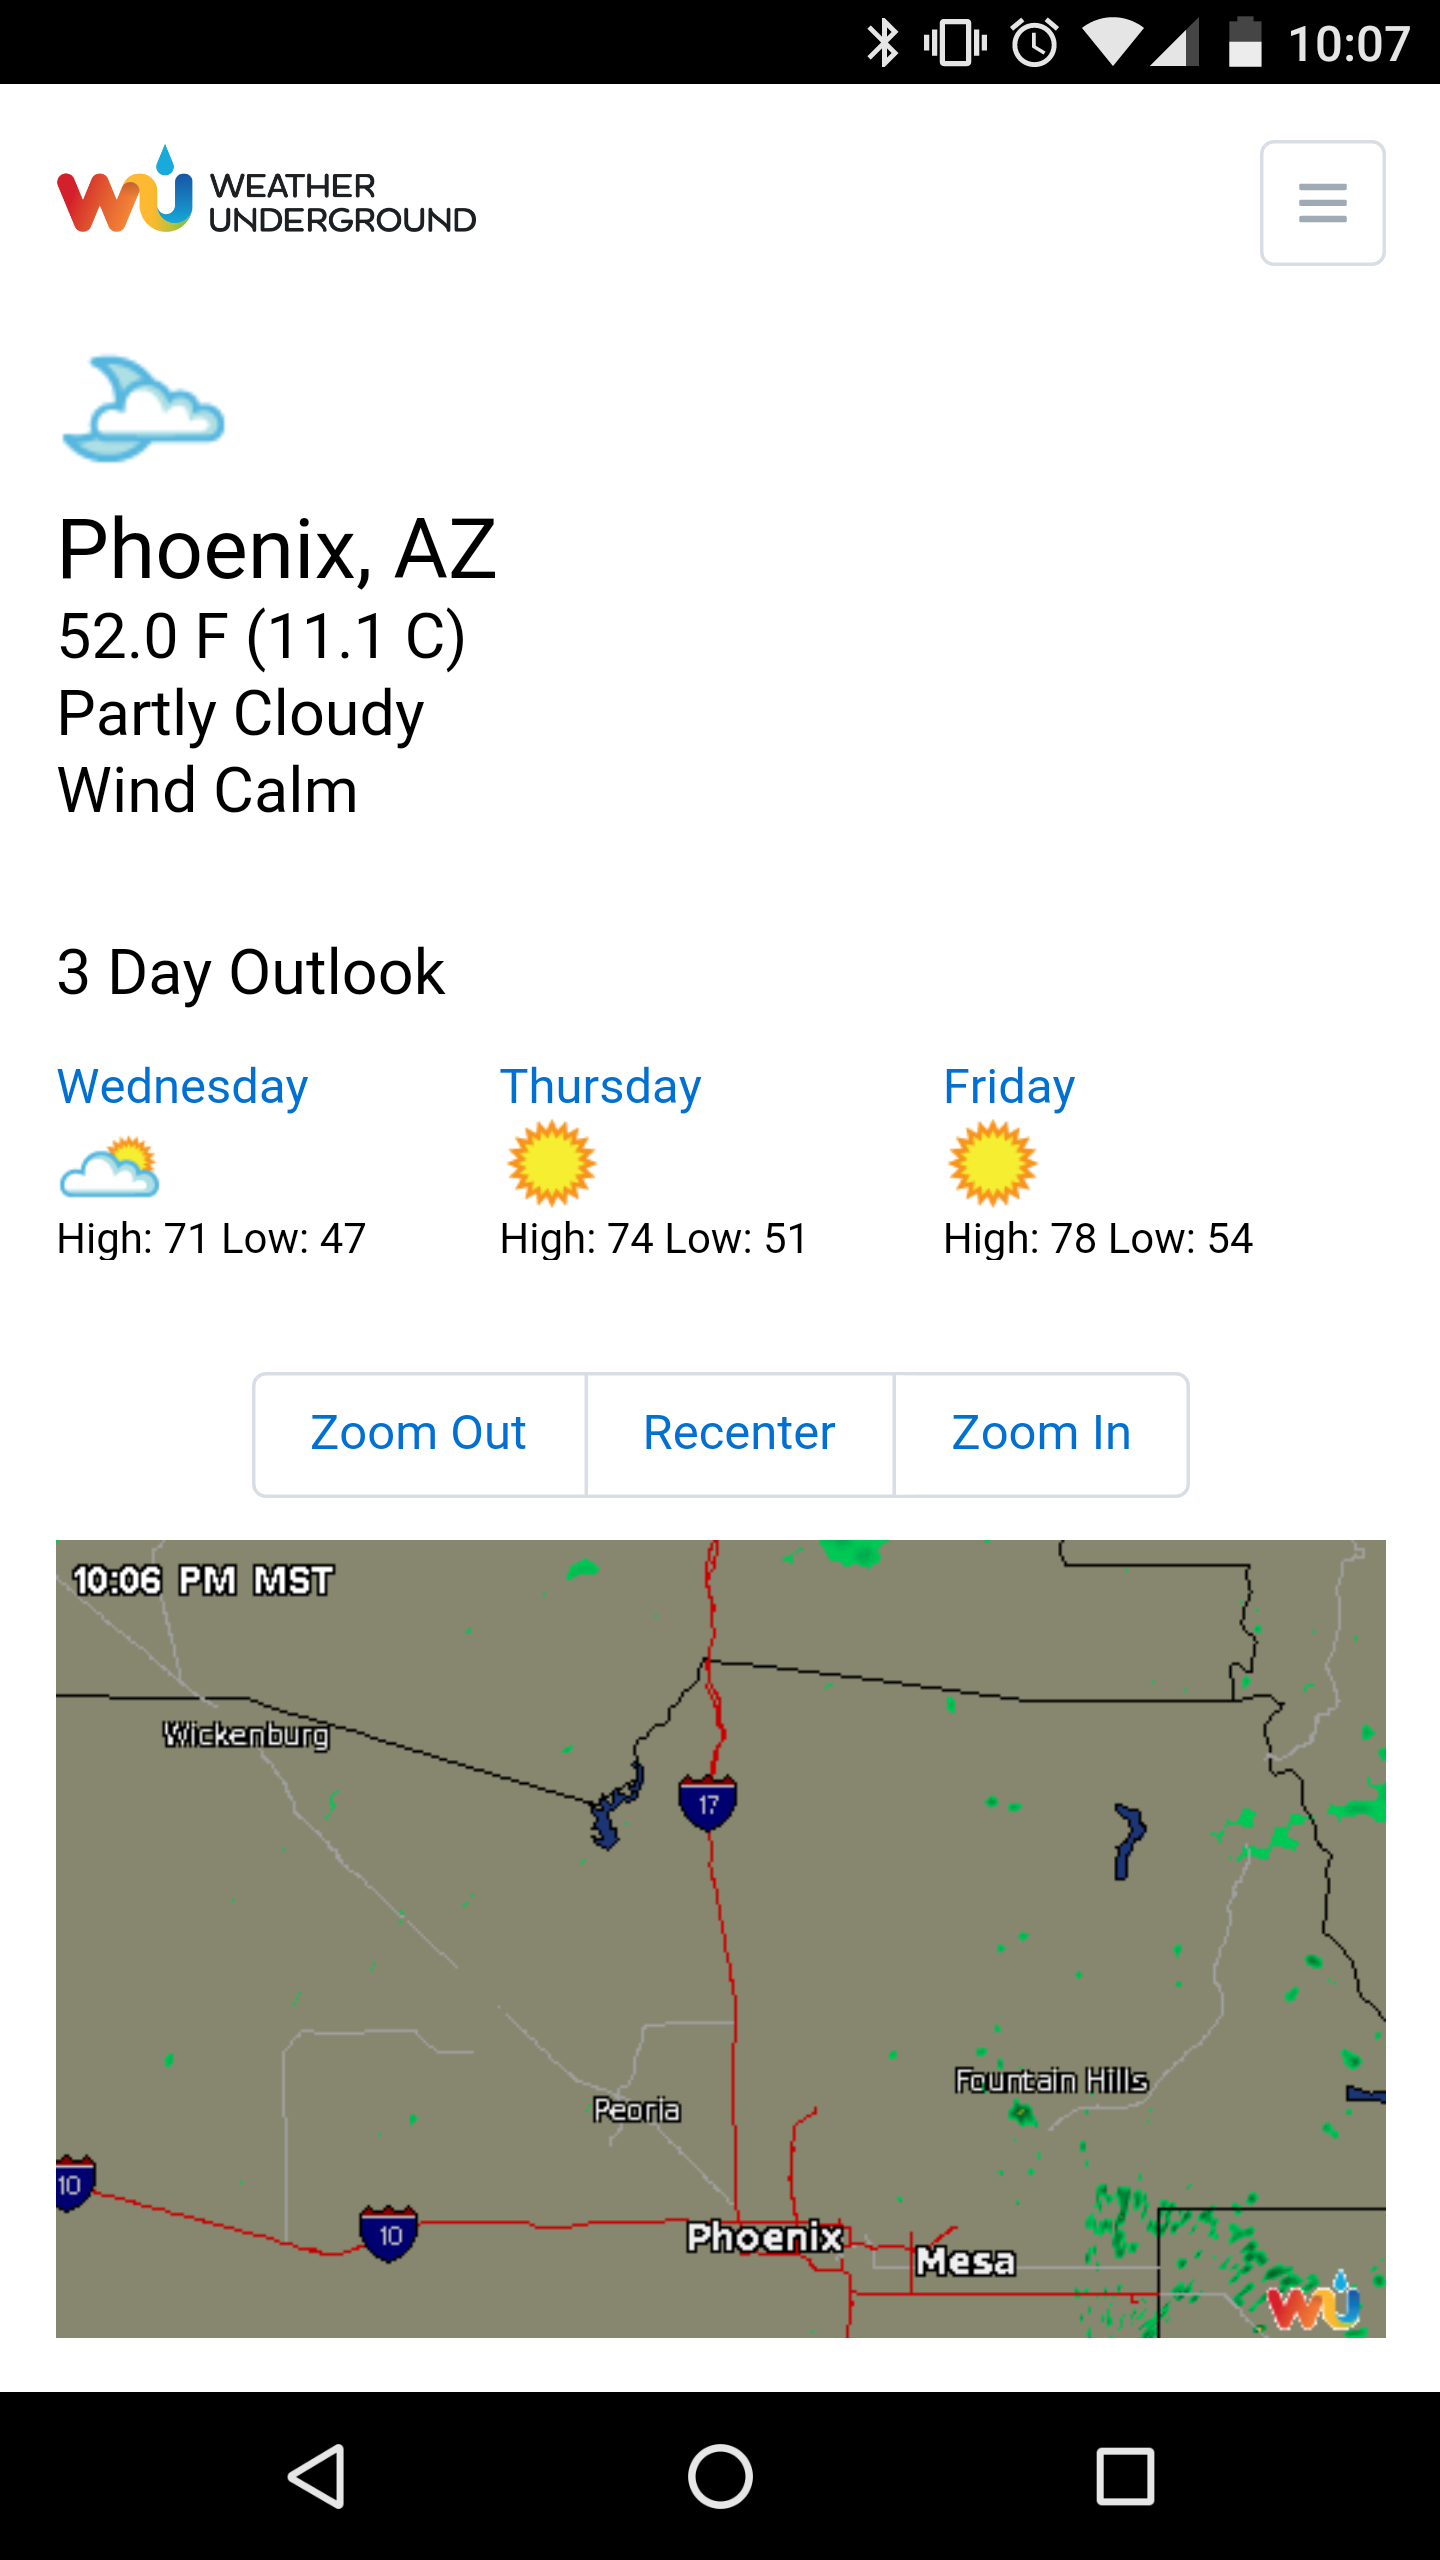 10:07
WU WEATHER
UNDERGROUND
Phoenix, AZ
52.0 F (11.1 C)
Partly Cloudy
Wind Calm
3 Day Outlook
Wednesday Thursday Friday
High: 71 Low: 47 High: 74 Low: 51 High: 78 Low: 54
Zoom Out Recenter Zoom In
10:06 PM MST
Wickenburg
17
Fountain Hills
Peoria
10
10
Phoenix
Mesa
WU